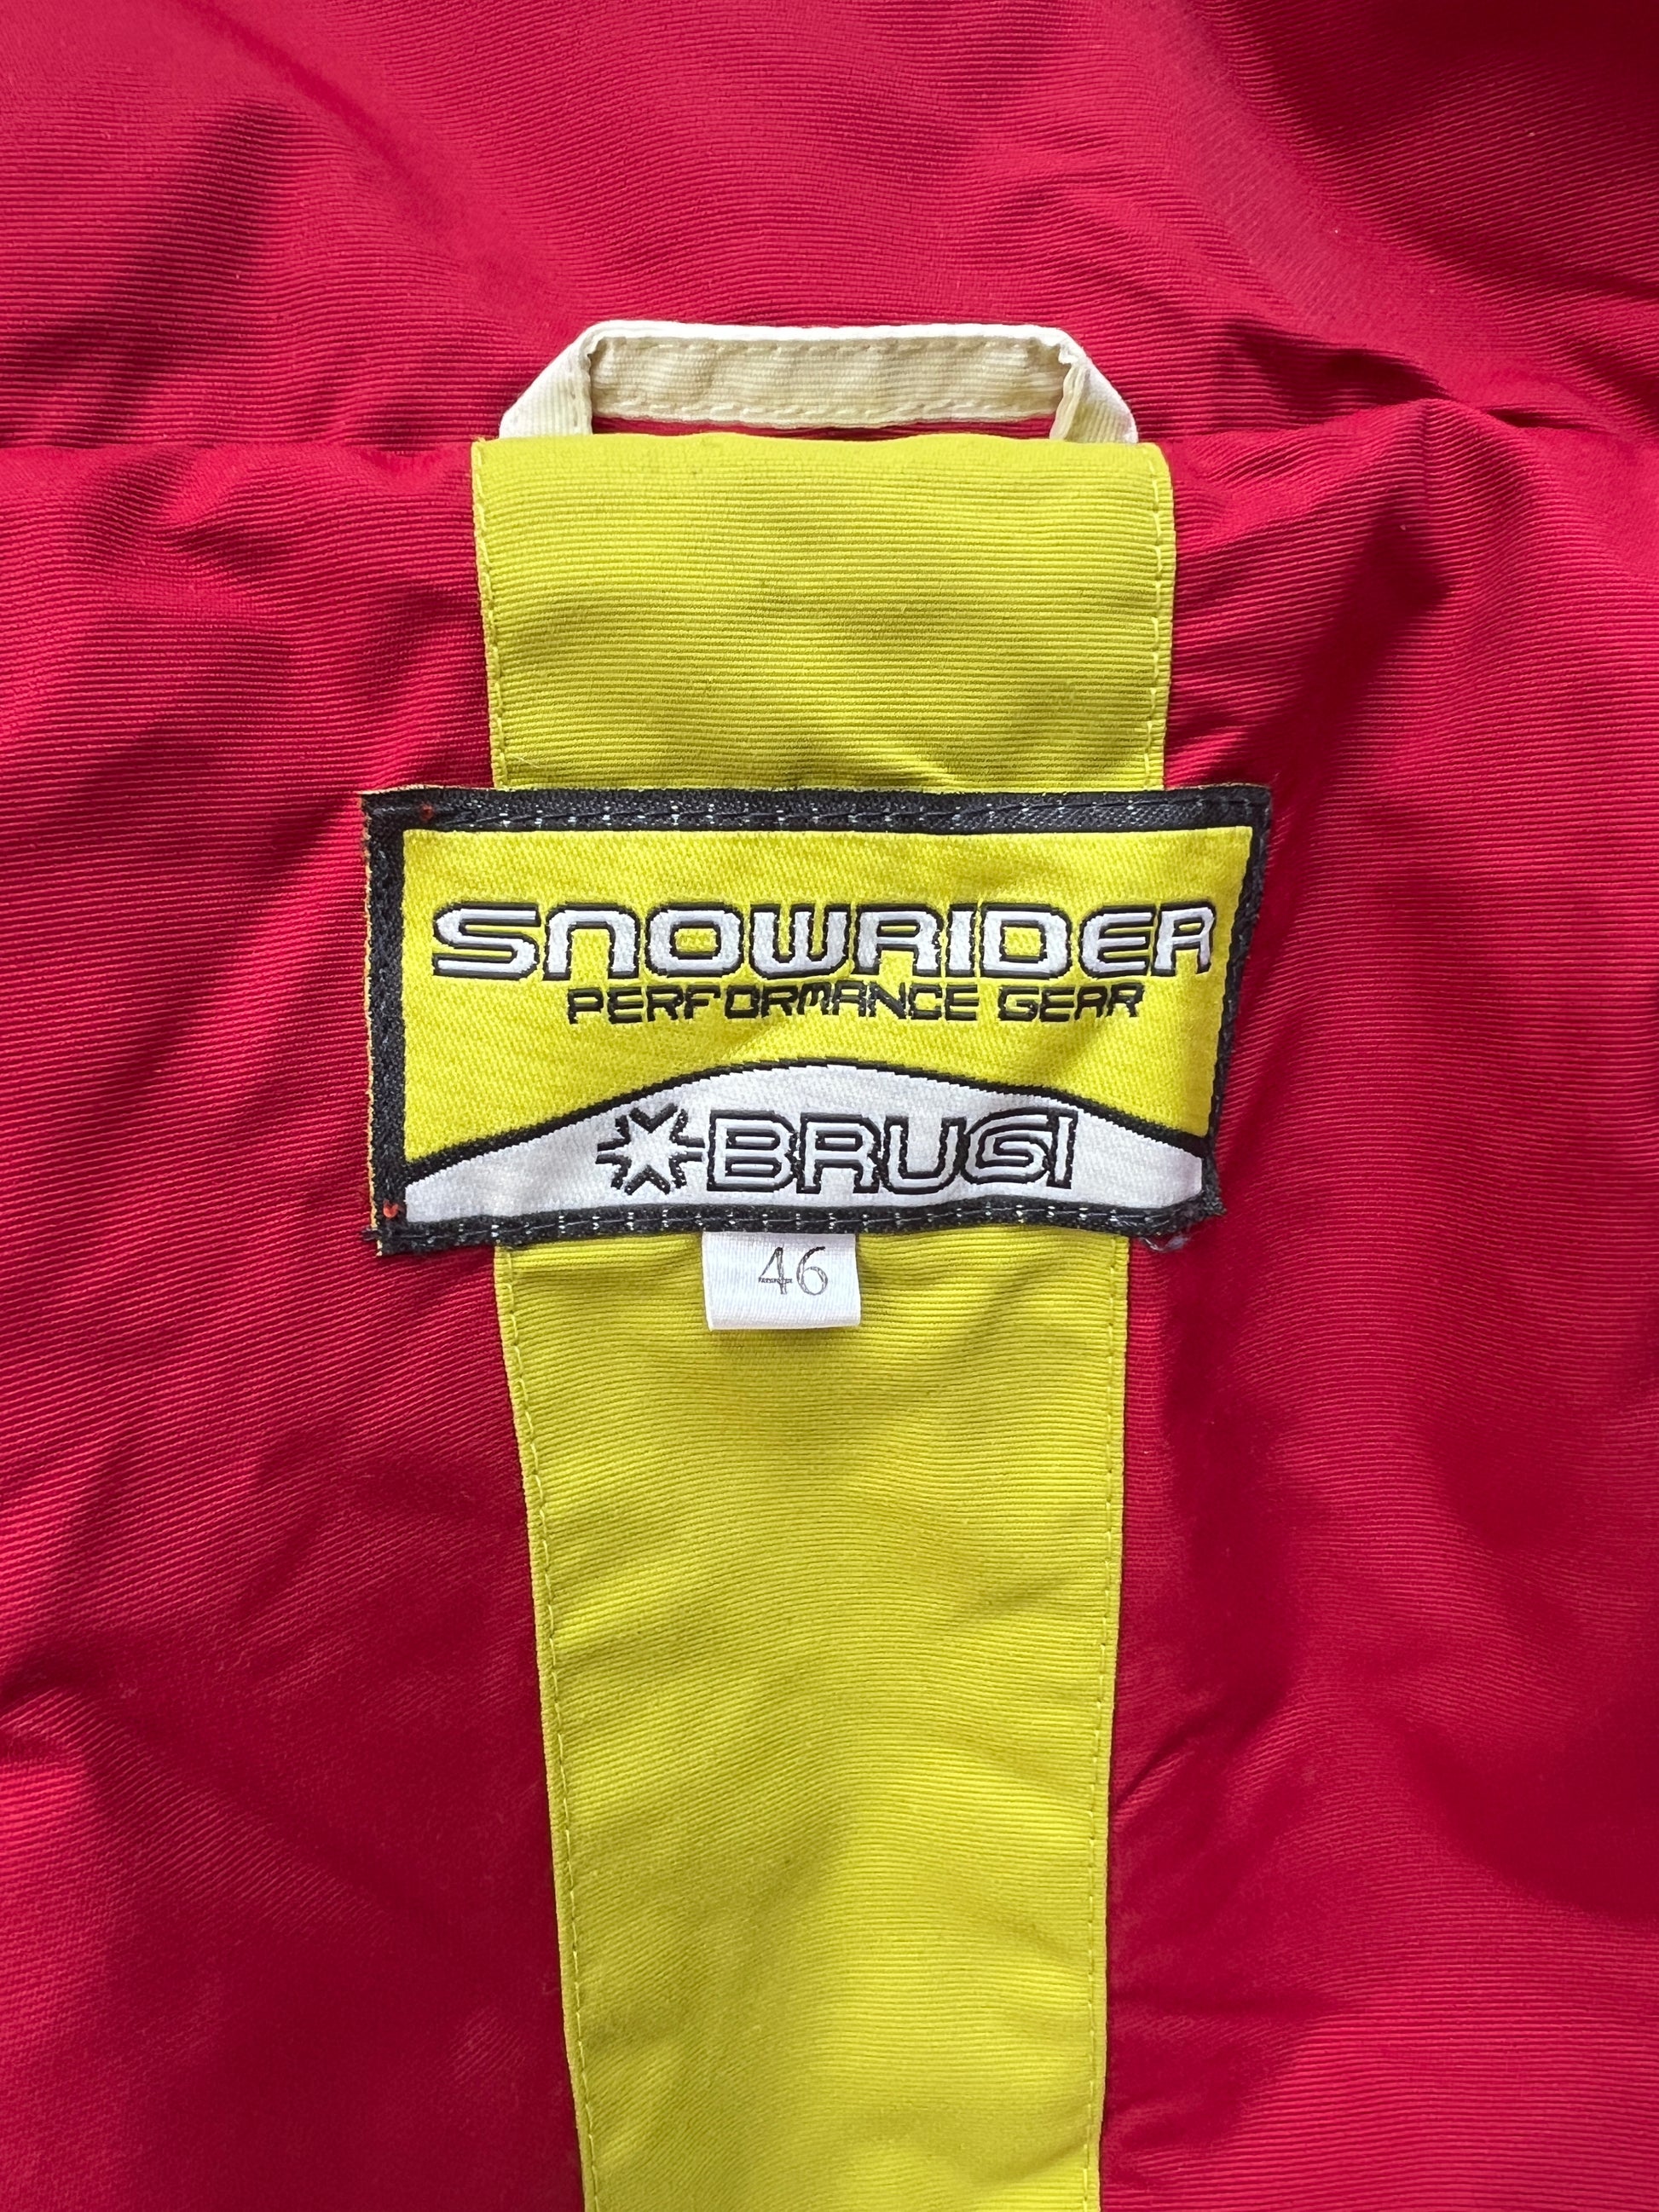 SNOWRIDER
PERFORMANCE GEAR
BRUGI
46